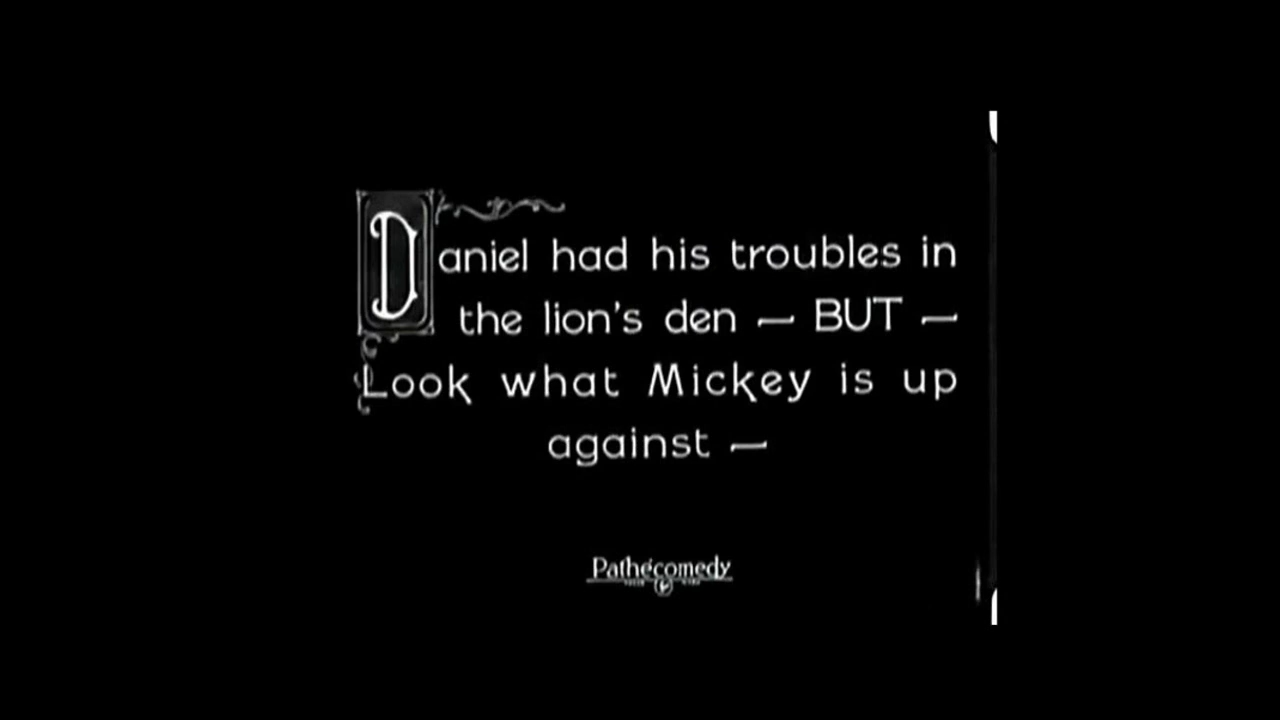 Daniel had his troubles in
the lion's den — BUT —
Look what Mickey is up
against —
Pathécomedy